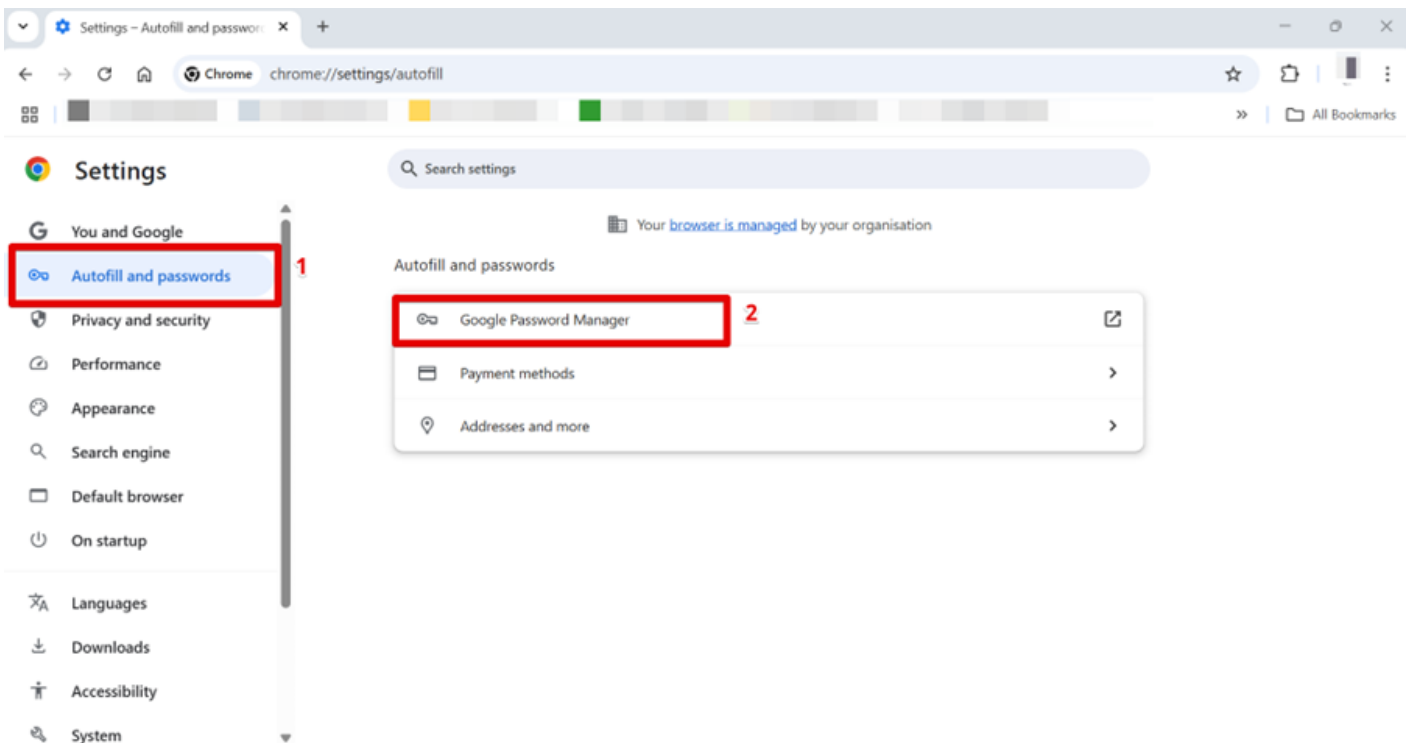 Settings – Autofill and passwor
Chrome chrome://settings/autofill
All Bookmarks
Settings
Search settings
Your browser is managed by your organisation
You and Google
Autofill and passwords 1
Privacy and security
Performance
Appearance
Search engine
Default browser
On startup
Languages
Downloads
Accessibility
System
Autofill and passwords
Google Password Manager 2
Payment methods
Addresses and more